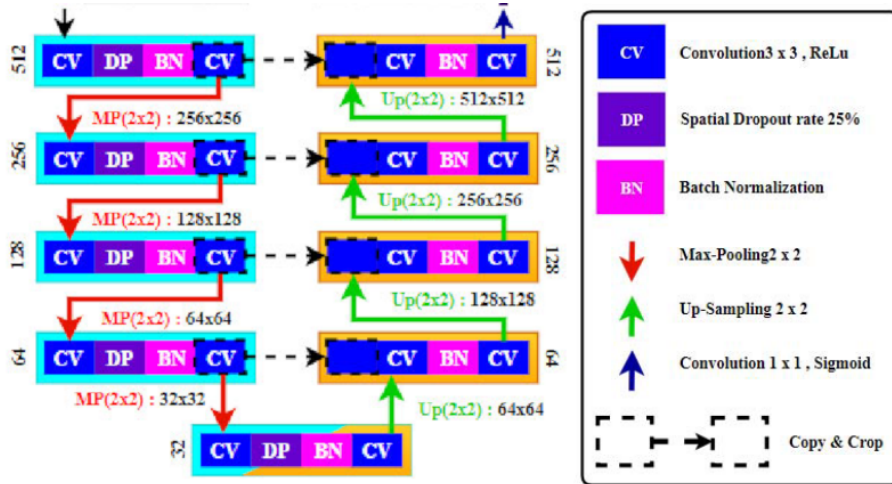 512
CV DP BN CV
CV BN CV
512
MP(2x2) : 256x256
Up(2x2) : 512x512
256
CV DP BN CV
CV BN CV
256
MP(2x2) : 128x128
Up(2x2) : 256x256
128
CV DP BN CV
CV BN CV
128
MP(2x2) : 64x64
Up(2x2) : 128x128
64
CV DP BN CV
CV BN CV
64
MP(2x2) : 32x32
Up(2x2) : 64x64
32
CV DP BN CV
CV Convolution3 x 3 , ReLu
DP Spatial Dropout rate 25%
BN Batch Normalization
Max-Pooling2 x 2
Up-Sampling 2 x 2
Convolution 1 x 1 , Sigmoid
Copy & Crop